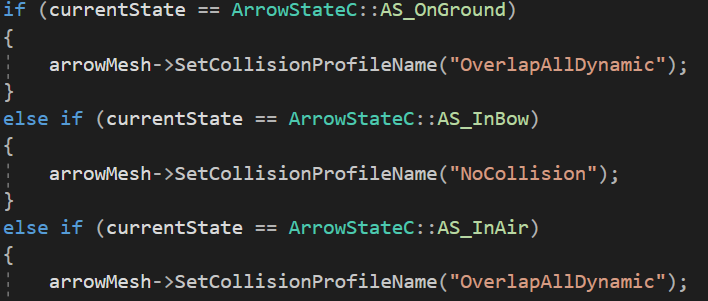 if (currentState == ArrowStateC::AS_OnGround)
{
    arrowMesh->SetCollisionProfileName("OverlapAllDynamic");
}
else if (currentState == ArrowStateC::AS_InBow)
{
    arrowMesh->SetCollisionProfileName("NoCollision");
}
else if (currentState == ArrowStateC::AS_InAir)
{
    arrowMesh->SetCollisionProfileName("OverlapAllDynamic");